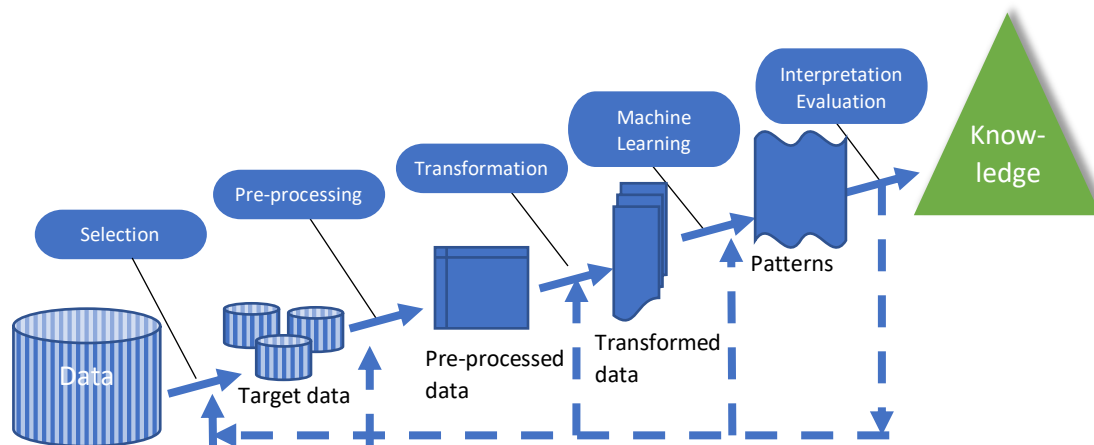 Interpretation
Evaluation
Machine
Learning
Know-
ledge
Transformation
Pre-processing
Selection
Patterns
Pre-processed
data
Transformed
data
Data
Target data